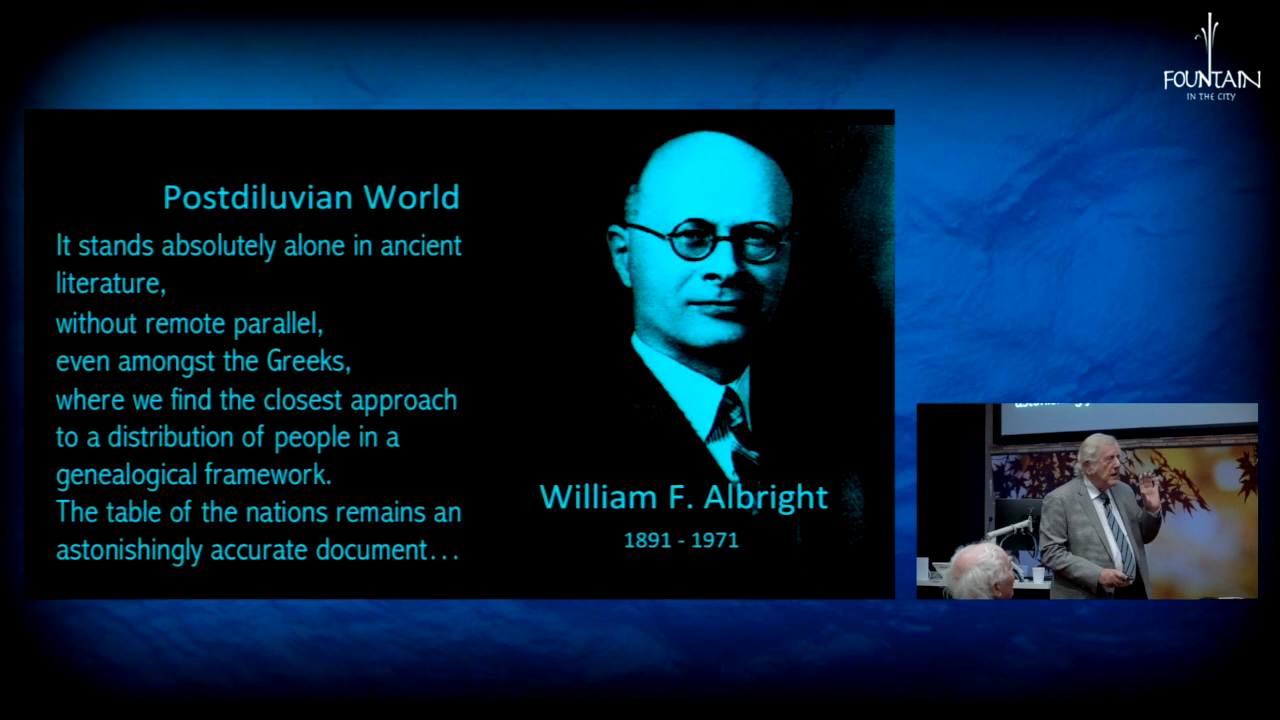 FOUNTAIN
IN THE CITY
Postdiluvian World
It stands absolutely alone in ancient
literature,
without remote parallel,
even amongst the Greeks,
where we find the closest approach
to a distribution of people in a
genealogical framework.
The table of the nations remains an
astonishingly accurate document...
William F. Albright
1891 - 1971